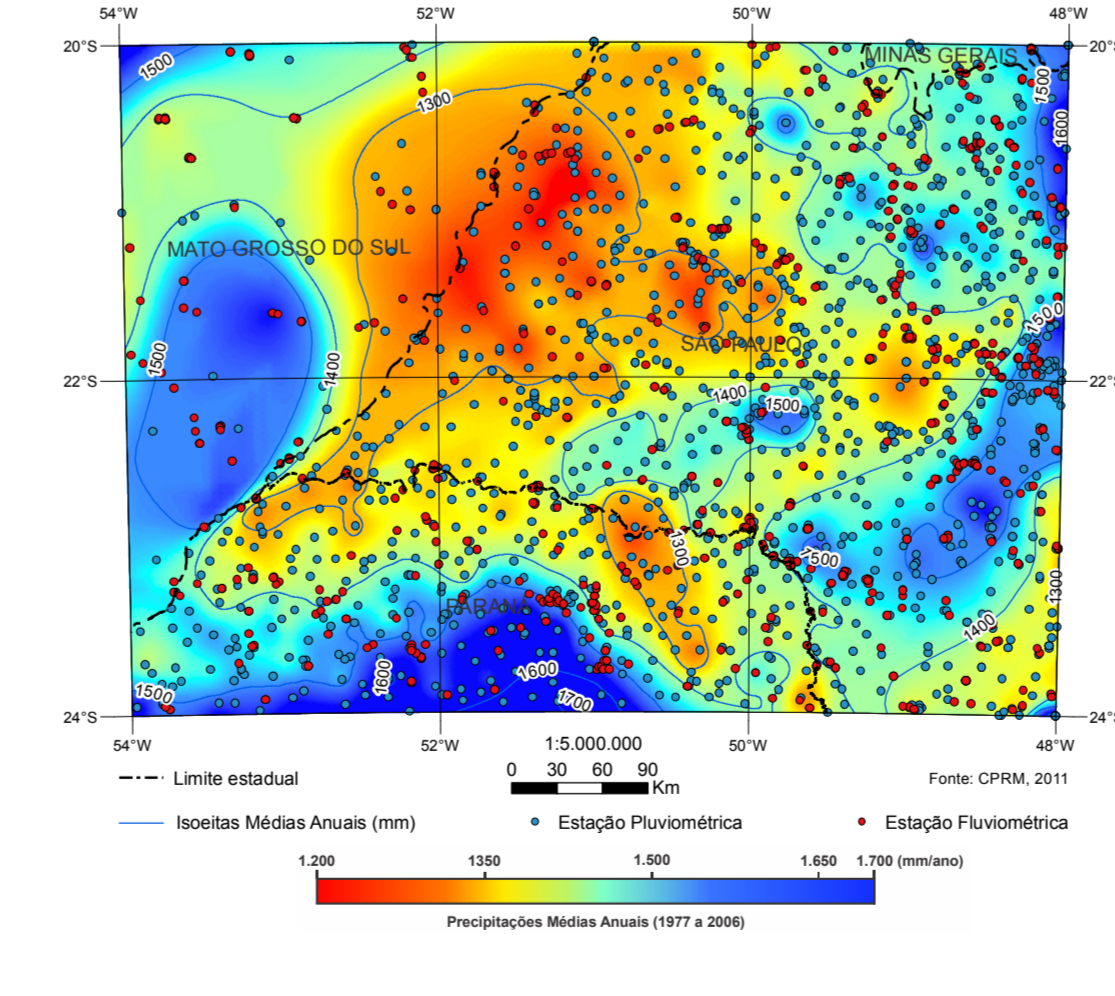 54°W 52°W 50°W 48°W
20°S 20°
MINAS GERAIS
1500
1500
1300
1600
MATO GROSSO DO SUL
1500
SÃO PAULO
1500
1400
22°S 22°
1400
1500
1300
1500
1300
PARANÁ
1400
1600
1600
1500
1700
24°S 24°
54°W 52°W 50°W 48°W
1:5.000.000
0 30 60 90
Km
Limite estadual
Fonte: CPRM, 2011
Isoeitas Médias Anuais (mm)
Estação Pluviométrica
Estação Fluviométrica
1.200 1350 1.500 1.650 1.700 (mm/ano)
Precipitações Médias Anuais (1977 a 2006)